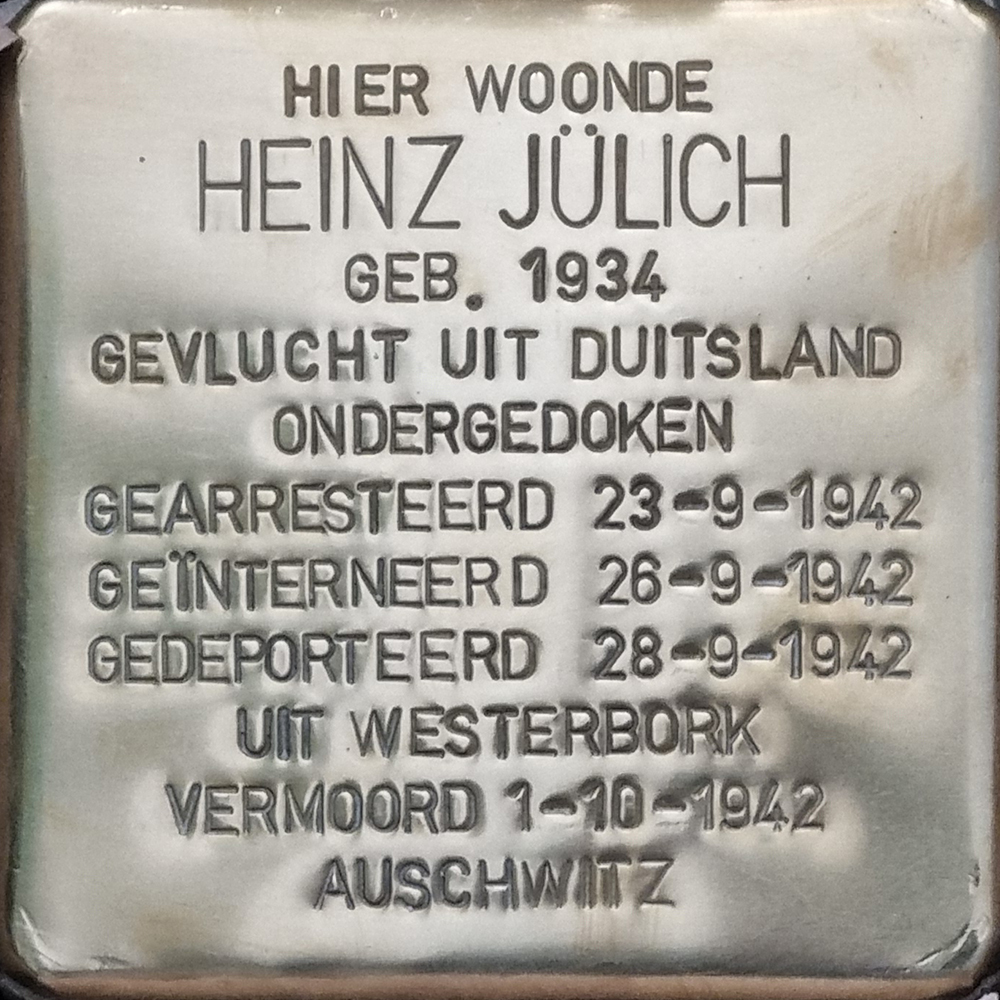 HIER WOONDE
HEINZ JÜLICH
GEB. 1934
GEVLUCHT UIT DUITSLAND
ONDERGEDOKEN
GEARRESTEERD 23-9-1942
GEÏNTERNEERD 26-9-1942
GEDEPORTEERD 28-9-1942
UIT WESTERBORK
VERMOORD 1-10-1942
AUSCHWITZ